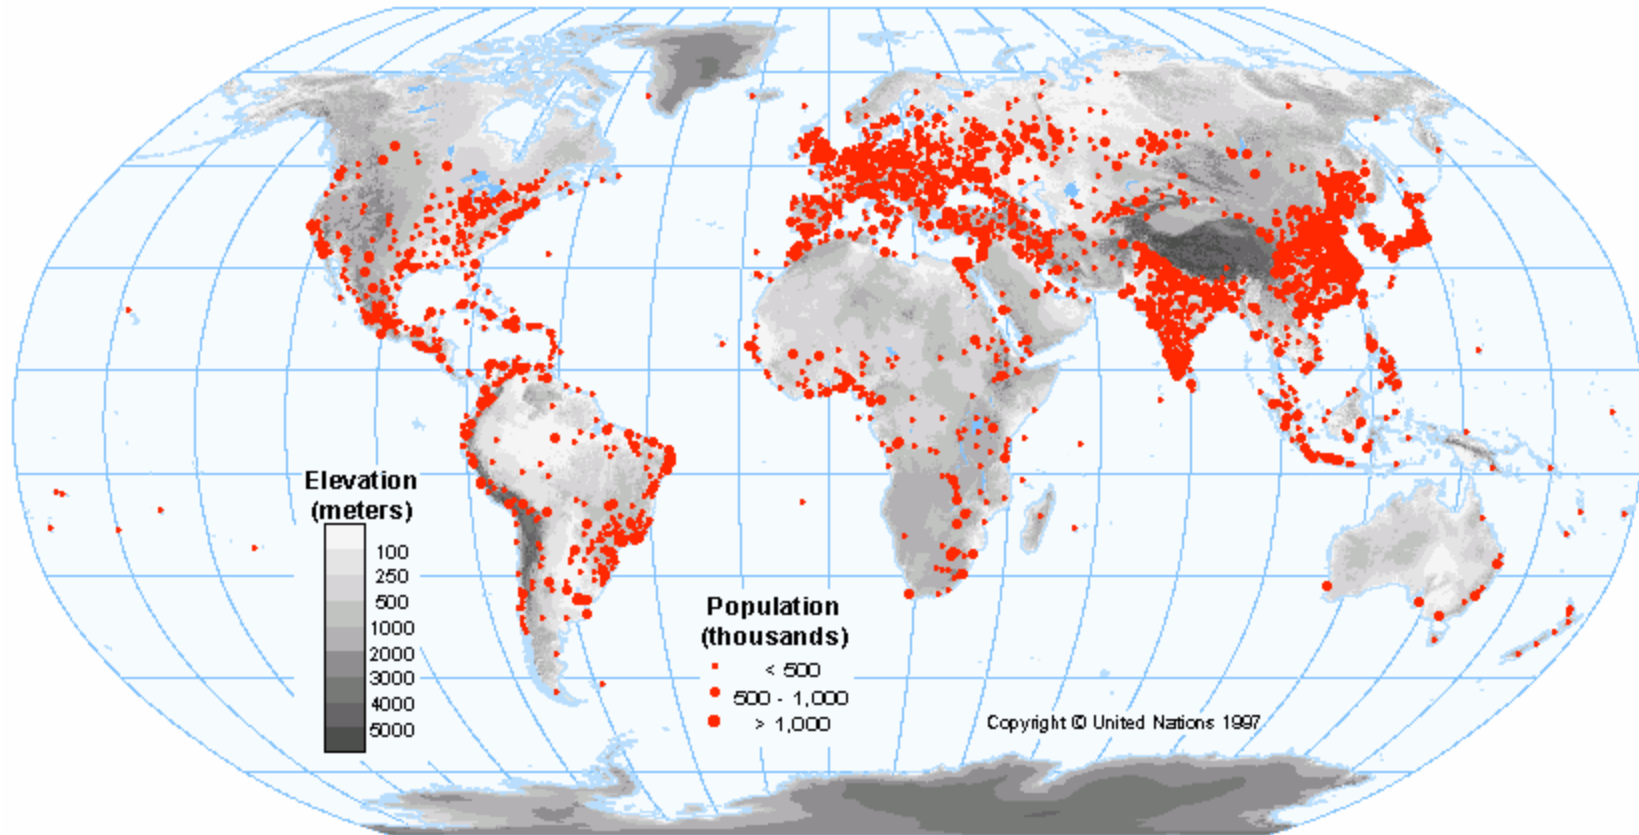 Elevation
(meters)
100
250
500
1000
2000
3000
4000
5000
Population
(thousands)
< 500
500 - 1,000
> 1,000
Copyright © United Nations 1997